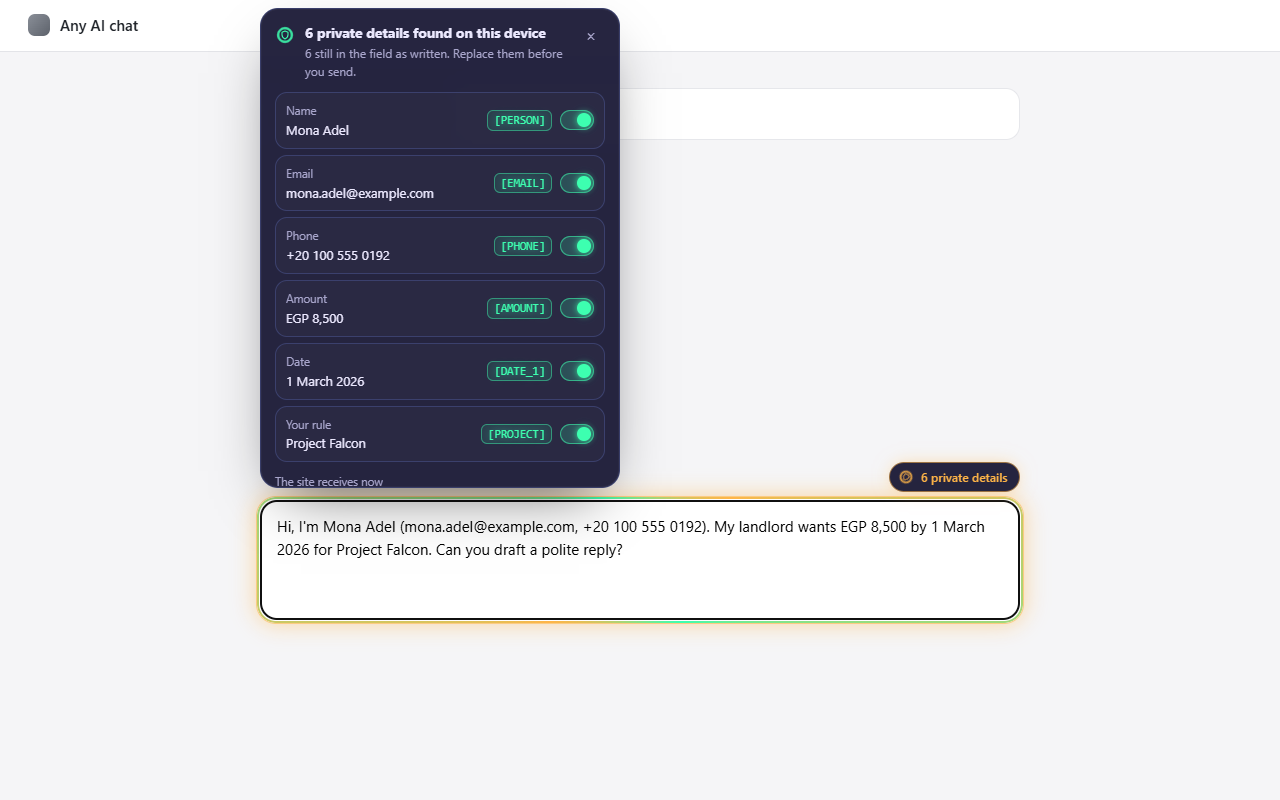 Any AI chat
6 private details found on this device
×
6 still in the field as written. Replace them before
you send.
Name
Mona Adel
[PERSON]
Email
mona.adel@example.com
[EMAIL]
Phone
+20 100 555 0192
[PHONE]
Amount
EGP 8,500
[AMOUNT]
Date
1 March 2026
[DATE_1]
Your rule
Project Falcon
[PROJECT]
The site receives now
6 private details
Hi, I'm Mona Adel (mona.adel@example.com, +20 100 555 0192). My landlord wants EGP 8,500 by 1 March
2026 for Project Falcon. Can you draft a polite reply?